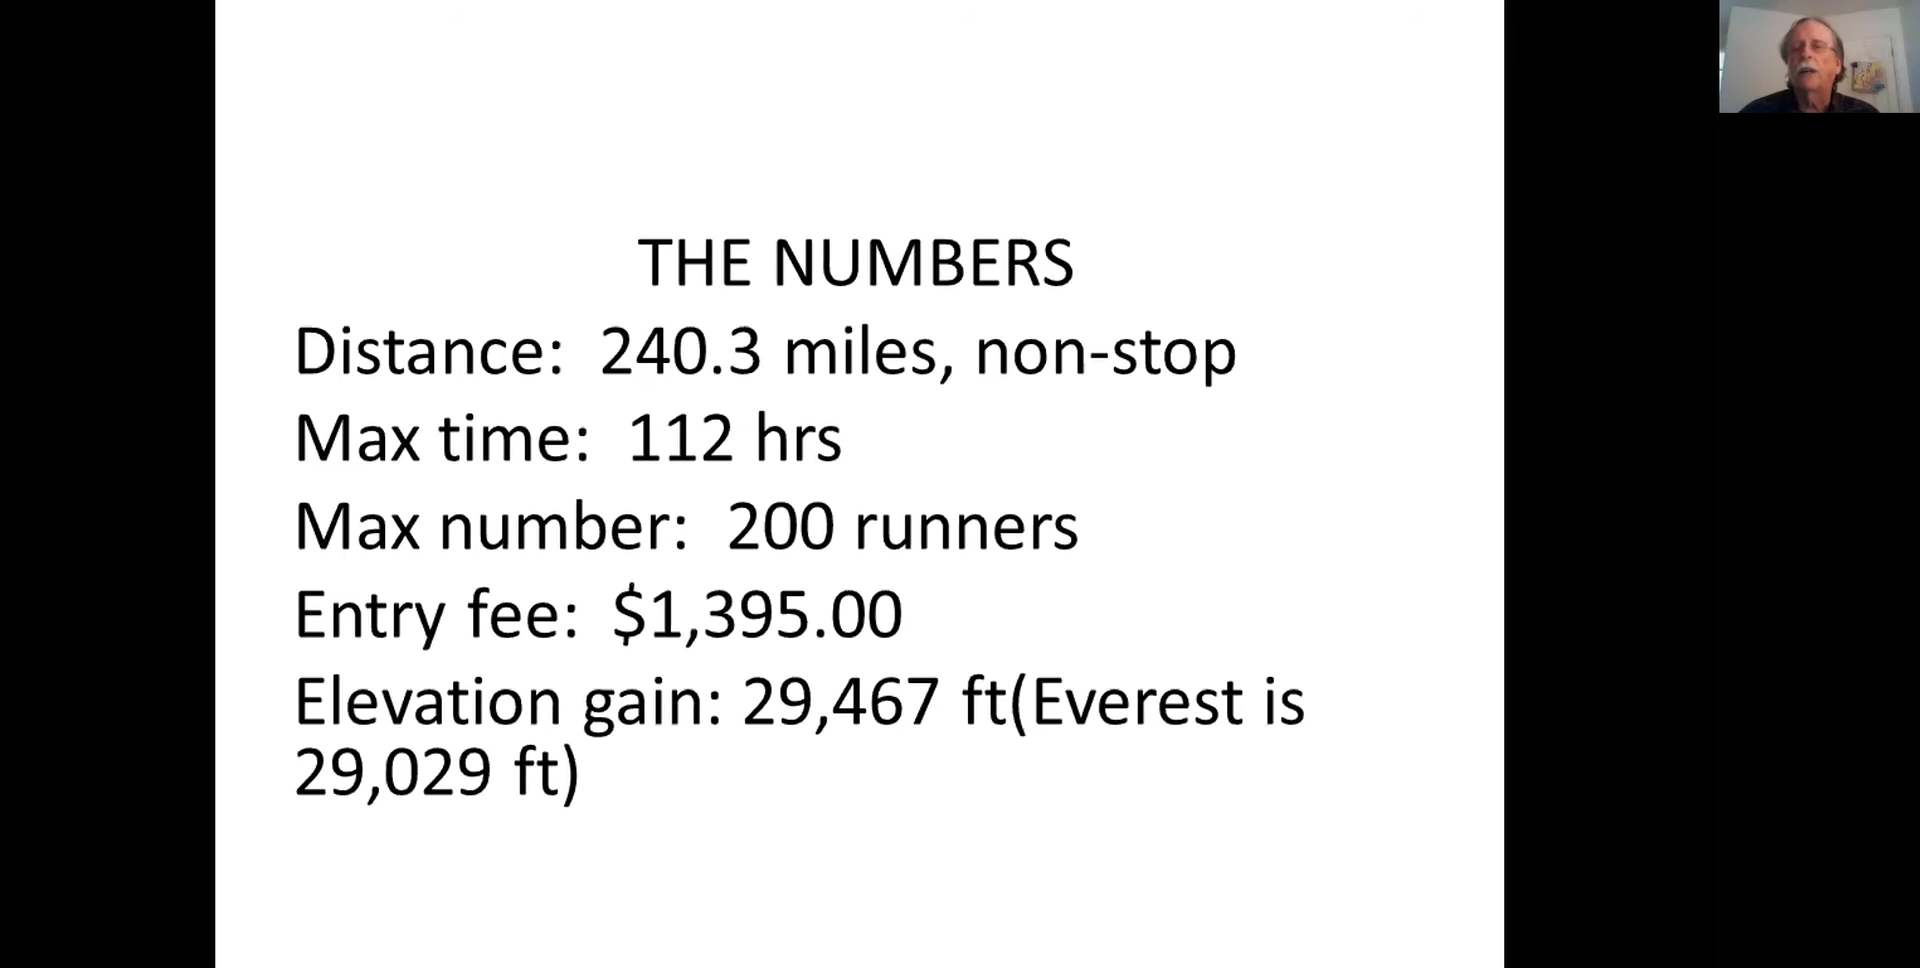 THE NUMBERS
Distance:  240.3 miles, non-stop
Max time:  112 hrs
Max number:  200 runners
Entry fee:  $1,395.00
Elevation gain: 29,467 ft(Everest is
29,029 ft)